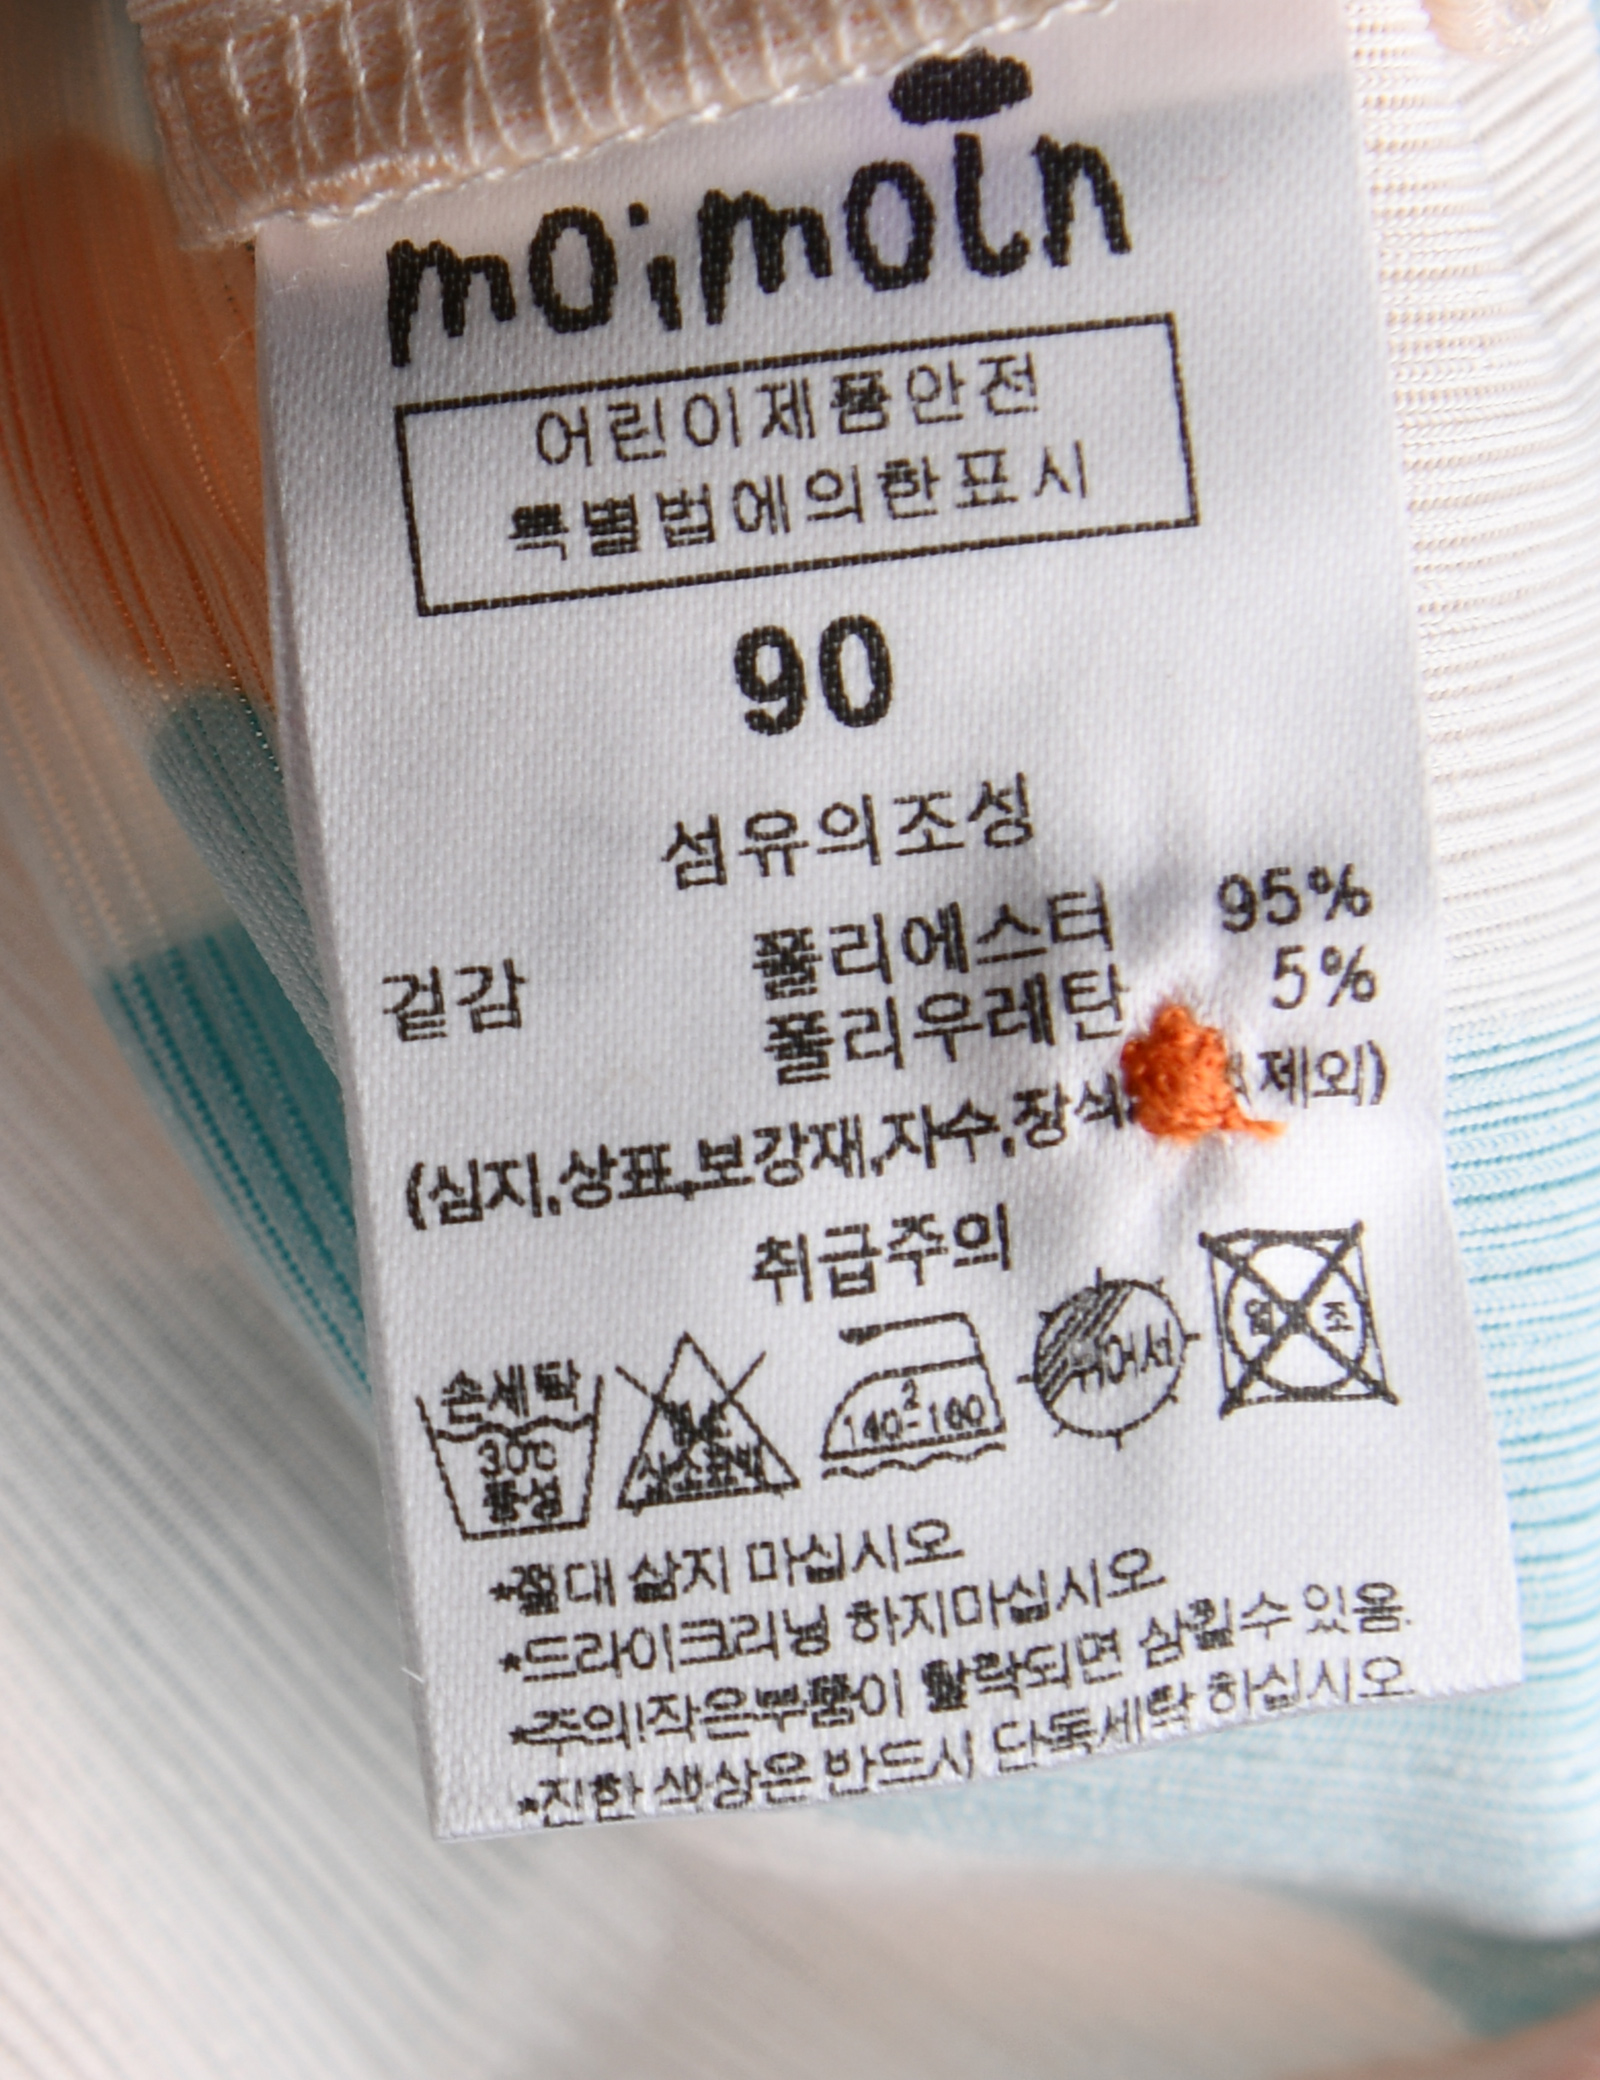 moimoln
어린이제품안전
특별법에의한표시
90
섬유의조성
겉감 폴리에스터 95%
폴리우레탄 5%
(심지,상표,보강재,자수,장식 제외)
취급주의
손세탁
30℃
중성
산소표백
2
140-160
뉘어서
*절대 삶지 마십시오
*드라이크리닝 하지마십시오
*주의!작은부품이 탈락되면 삼킬수 있음.
*진한 색상은 반드시 단독세탁 하십시오.